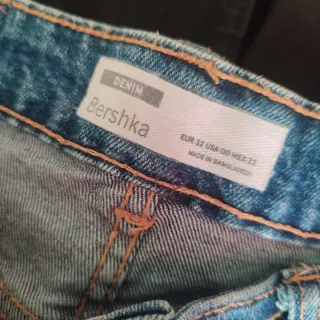 DENIM
Bershka
EUR 32 USA 00 MEX 22
MADE IN BANGLADESH